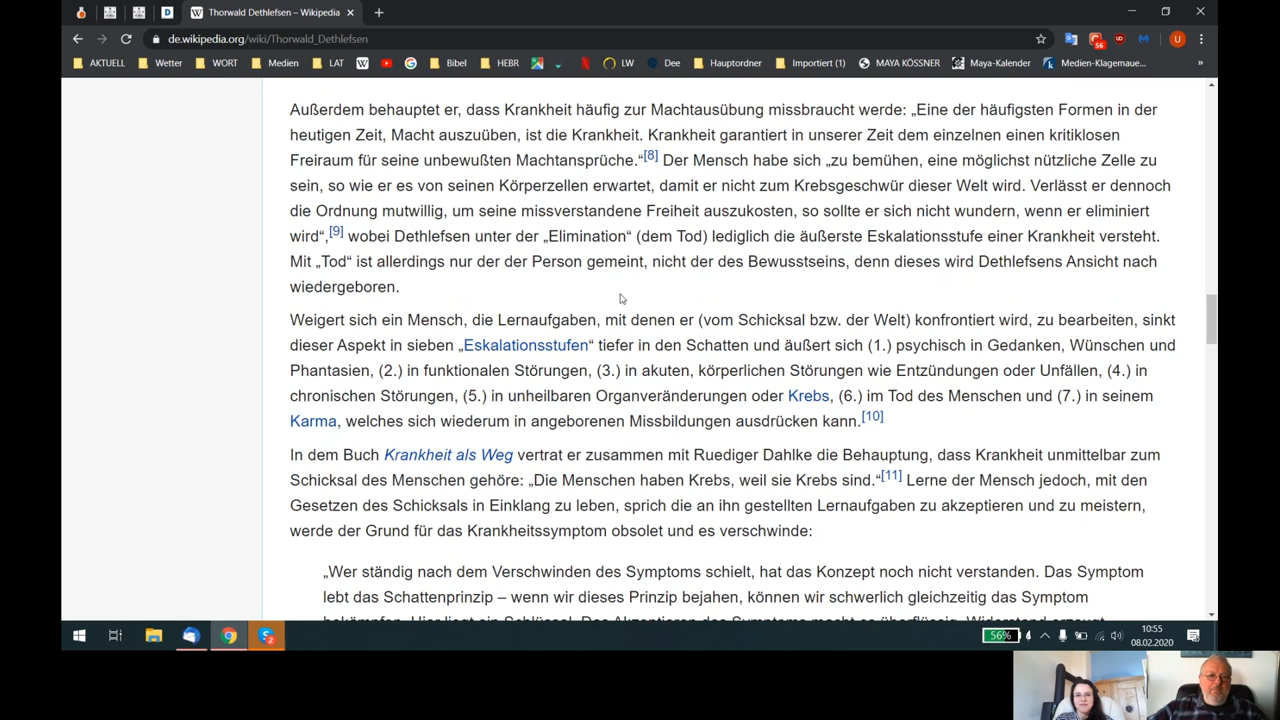 Thorwald Dethlefsen – Wikipedia
de.wikipedia.org/wiki/Thorwald_Dethlefsen
56
AKTUELL Wetter WORT Medien LAT Bibel HEBR LW Dee Hauptordner Importiert (1) MAYA KÖSSNER Maya-Kalender Medien-Klagemaue...
Außerdem behauptet er, dass Krankheit häufig zur Machtausübung missbraucht werde: „Eine der häufigsten Formen in der
heutigen Zeit, Macht auszuüben, ist die Krankheit. Krankheit garantiert in unserer Zeit dem einzelnen einen kritiklosen
Freiraum für seine unbewußten Machtansprüche.“[8] Der Mensch habe sich „zu bemühen, eine möglichst nützliche Zelle zu
sein, so wie er es von seinen Körperzellen erwartet, damit er nicht zum Krebsgeschwür dieser Welt wird. Verlässt er dennoch
die Ordnung mutwillig, um seine missverstandene Freiheit auszukosten, so sollte er sich nicht wundern, wenn er eliminiert
wird“,[9] wobei Dethlefsen unter der „Elimination“ (dem Tod) lediglich die äußerste Eskalationsstufe einer Krankheit versteht.
Mit „Tod“ ist allerdings nur der der Person gemeint, nicht der des Bewusstseins, denn dieses wird Dethlefsens Ansicht nach
wiedergeboren.
Weigert sich ein Mensch, die Lernaufgaben, mit denen er (vom Schicksal bzw. der Welt) konfrontiert wird, zu bearbeiten, sinkt
dieser Aspekt in sieben „Eskalationsstufen“ tiefer in den Schatten und äußert sich (1.) psychisch in Gedanken, Wünschen und
Phantasien, (2.) in funktionalen Störungen, (3.) in akuten, körperlichen Störungen wie Entzündungen oder Unfällen, (4.) in
chronischen Störungen, (5.) in unheilbaren Organveränderungen oder Krebs, (6.) im Tod des Menschen und (7.) in seinem
Karma, welches sich wiederum in angeborenen Missbildungen ausdrücken kann.[10]
In dem Buch Krankheit als Weg vertrat er zusammen mit Ruediger Dahlke die Behauptung, dass Krankheit unmittelbar zum
Schicksal des Menschen gehöre: „Die Menschen haben Krebs, weil sie Krebs sind.“[11] Lerne der Mensch jedoch, mit den
Gesetzen des Schicksals in Einklang zu leben, sprich die an ihn gestellten Lernaufgaben zu akzeptieren und zu meistern,
werde der Grund für das Krankheitssymptom obsolet und es verschwinde:
„Wer ständig nach dem Verschwinden des Symptoms schielt, hat das Konzept noch nicht verstanden. Das Symptom
lebt das Schattenprinzip – wenn wir dieses Prinzip bejahen, können wir schwerlich gleichzeitig das Symptom
56%
10:55
08.02.2020